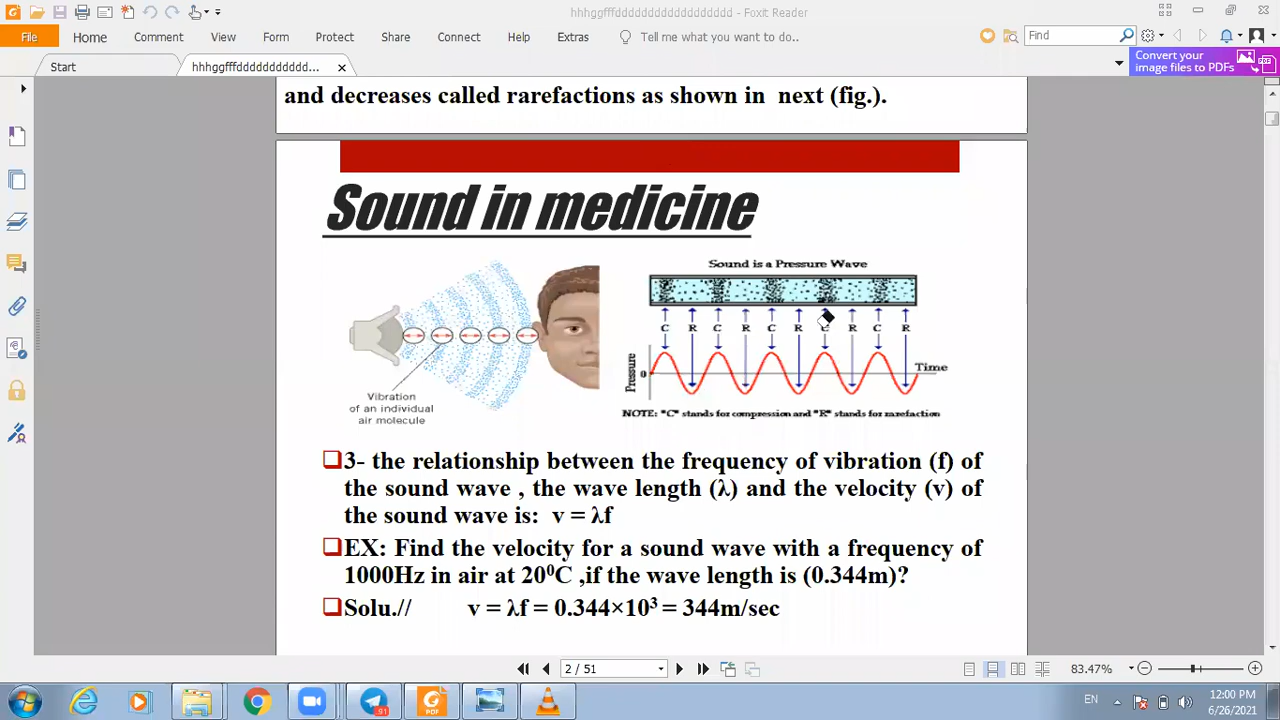 hhhggfffdddddddddddddddddd - Foxit Reader
File Home Comment View Form Protect Share Connect Help Extras Tell me what you want to do.. Find
Start hhhggfffddddddddddd...
Convert your
image files to PDFs
PDF
and decreases called rarefactions as shown in next (fig.).
Sound in medicine
Vibration
of an individual
air molecule
Sound is a Pressure Wave
C R C R C R C R C R
Pressure
0
Time
NOTE: "C" stands for compression and "R" stands for rarefaction
3- the relationship between the frequency of vibration (f) of
the sound wave , the wave length (λ) and the velocity (v) of
the sound wave is: v = λf
EX: Find the velocity for a sound wave with a frequency of
1000Hz in air at 20⁰C ,if the wave length is (0.344m)?
Solu.// v = λf = 0.344×10³ = 344m/sec
2 / 51
83.47%
91
PDF
EN
12:00 PM
6/26/2021